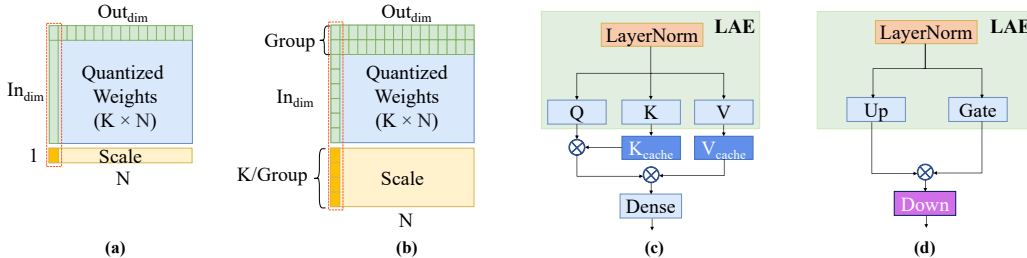 Out_dim
In_dim
Quantized
Weights
(K × N)
1
Scale
N
(a)
Out_dim
Group
In_dim
Quantized
Weights
(K × N)
K/Group
Scale
N
(b)
LAE
LayerNorm
Q
K
V
K_cache
V_cache
Dense
(c)
LAE
LayerNorm
Up
Gate
Down
(d)